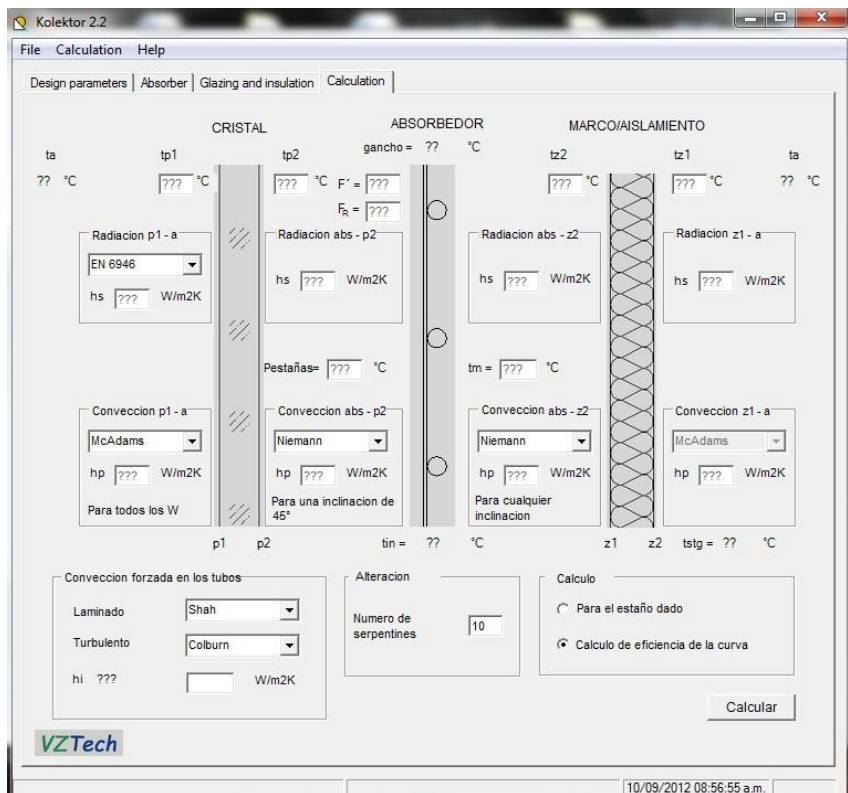 Kolektor 2.2
File Calculation Help
Design parameters Absorber Glazing and insulation Calculation
CRISTAL ABSORBEDOR MARCO/AISLAMIENTO
ta tp1 tp2 gancho = ?? °C tz2 tz1 ta
?? °C ??? °C ??? °C F´ = ??? ??? °C ??? °C ?? °C
FR = ???
Radiacion p1 - a Radiacion abs - p2 Radiacion abs - z2 Radiacion z1 - a
EN 6946
hs ??? W/m2K hs ??? W/m2K hs ??? W/m2K hs ??? W/m2K
Pestañas= ??? °C tm = ??? °C
Conveccion p1 - a Conveccion abs - p2 Conveccion abs - z2 Conveccion z1 - a
McAdams Niemann Niemann McAdams
hp ??? W/m2K hp ??? W/m2K hp ??? W/m2K hp ??? W/m2K
Para todos los W Para una inclinacion de 45° Para cualquier inclinacion
p1 p2 tin = ?? °C z1 z2 tstg = ?? °C
Conveccion forzada en los tubos Alteracion Calculo
Laminado Shah Numero de serpentines 10 Para el estaño dado
Turbulento Colburn Calculo de eficiencia de la curva
hi ??? W/m2K
Calcular
VZTech
10/09/2012 08:56:55 a.m.